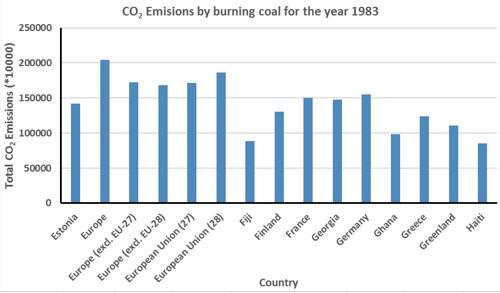 CO₂ Emisions by burning coal for the year 1983
Total CO₂ Emissions (*10000)
250000
200000
150000
100000
50000
0
Estonia
Europe
Europe (excl. EU-27)
Europe (excl. EU-28)
European Union (27)
European Union (28)
Fiji
Finland
France
Georgia
Germany
Ghana
Greece
Greenland
Haiti
Country